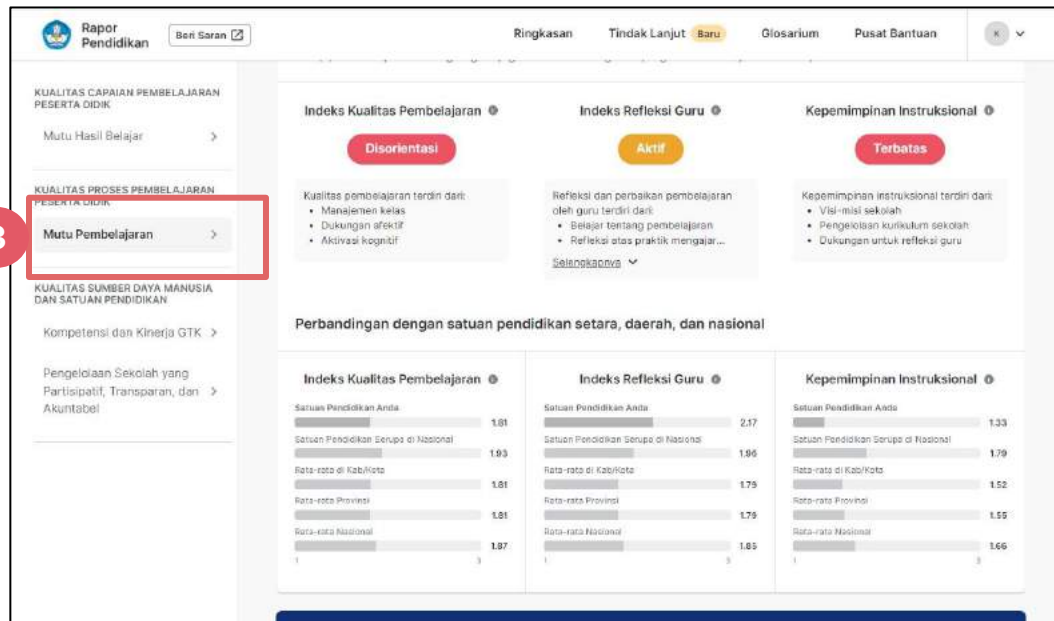 Rapor
Pendidikan
Beri Saran
Ringkasan
Tindak Lanjut
Baru
Glosarium
Pusat Bantuan
K
KUALITAS CAPAIAN PEMBELAJARAN
PESERTA DIDIK
Mutu Hasil Belajar
KUALITAS PROSES PEMBELAJARAN
PESERTA DIDIK
3
Mutu Pembelajaran
KUALITAS SUMBER DAYA MANUSIA
DAN SATUAN PENDIDIKAN
Kompetensi dan Kinerja GTK
Pengelolaan Sekolah yang
Partisipatif, Transparan, dan
Akuntabel
Indeks Kualitas Pembelajaran
Disorientasi
Kualitas pembelajaran terdiri dari:
• Manajemen kelas
• Dukungan afektif
• Aktivasi kognitif
Indeks Refleksi Guru
Aktif
Refleksi dan perbaikan pembelajaran
oleh guru terdiri dari:
• Belajar tentang pembelajaran
• Refleksi atas praktik mengajar...
Selengkapnya
Kepemimpinan Instruksional
Terbatas
Kepemimpinan instruksional terdiri dari:
• Visi-misi sekolah
• Pengelolaan kurikulum sekolah
• Dukungan untuk refleksi guru
Perbandingan dengan satuan pendidikan setara, daerah, dan nasional
Indeks Kualitas Pembelajaran
Satuan Pendidikan Anda
1.81
Satuan Pendidikan Serupa di Nasional
1.93
Rata-rata di Kab/Kota
1.81
Rata-rata Provinsi
1.81
Rata-rata Nasional
1.87
1 3
Indeks Refleksi Guru
Satuan Pendidikan Anda
2.17
Satuan Pendidikan Serupa di Nasional
1.96
Rata-rata di Kab/Kota
1.79
Rata-rata Provinsi
1.79
Rata-rata Nasional
1.85
1 3
Kepemimpinan Instruksional
Satuan Pendidikan Anda
1.33
Satuan Pendidikan Serupa di Nasional
1.79
Rata-rata di Kab/Kota
1.52
Rata-rata Provinsi
1.55
Rata-rata Nasional
1.66
1 3